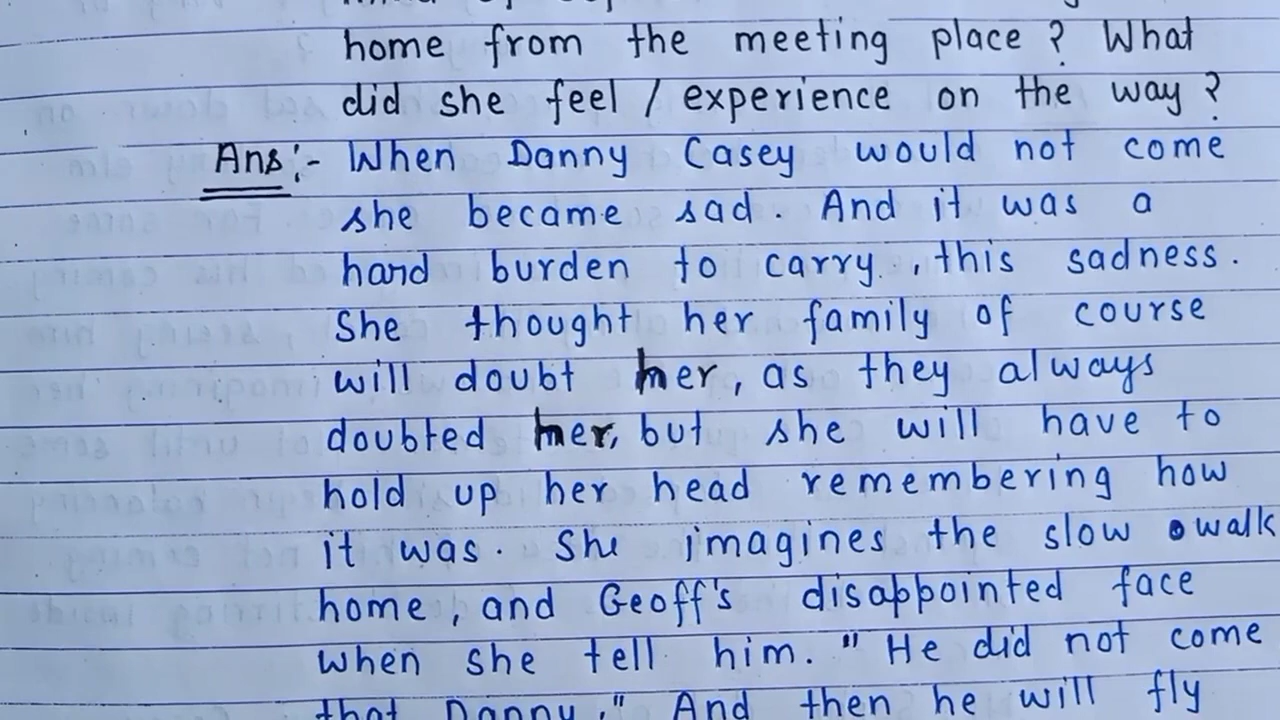 home from the meeting place ? What
did she feel / experience on the way ?
Ans:- When Danny Casey would not come
she became sad. And it was a
hard burden to carry, this sadness.
She thought her family of course
will doubt her, as they always
doubted her, but she will have to
hold up her head remembering how
it was. She imagines the slow walk
home, and Geoff's disappointed face
when she tell him. "He did not come
that Danny." And then he will fly